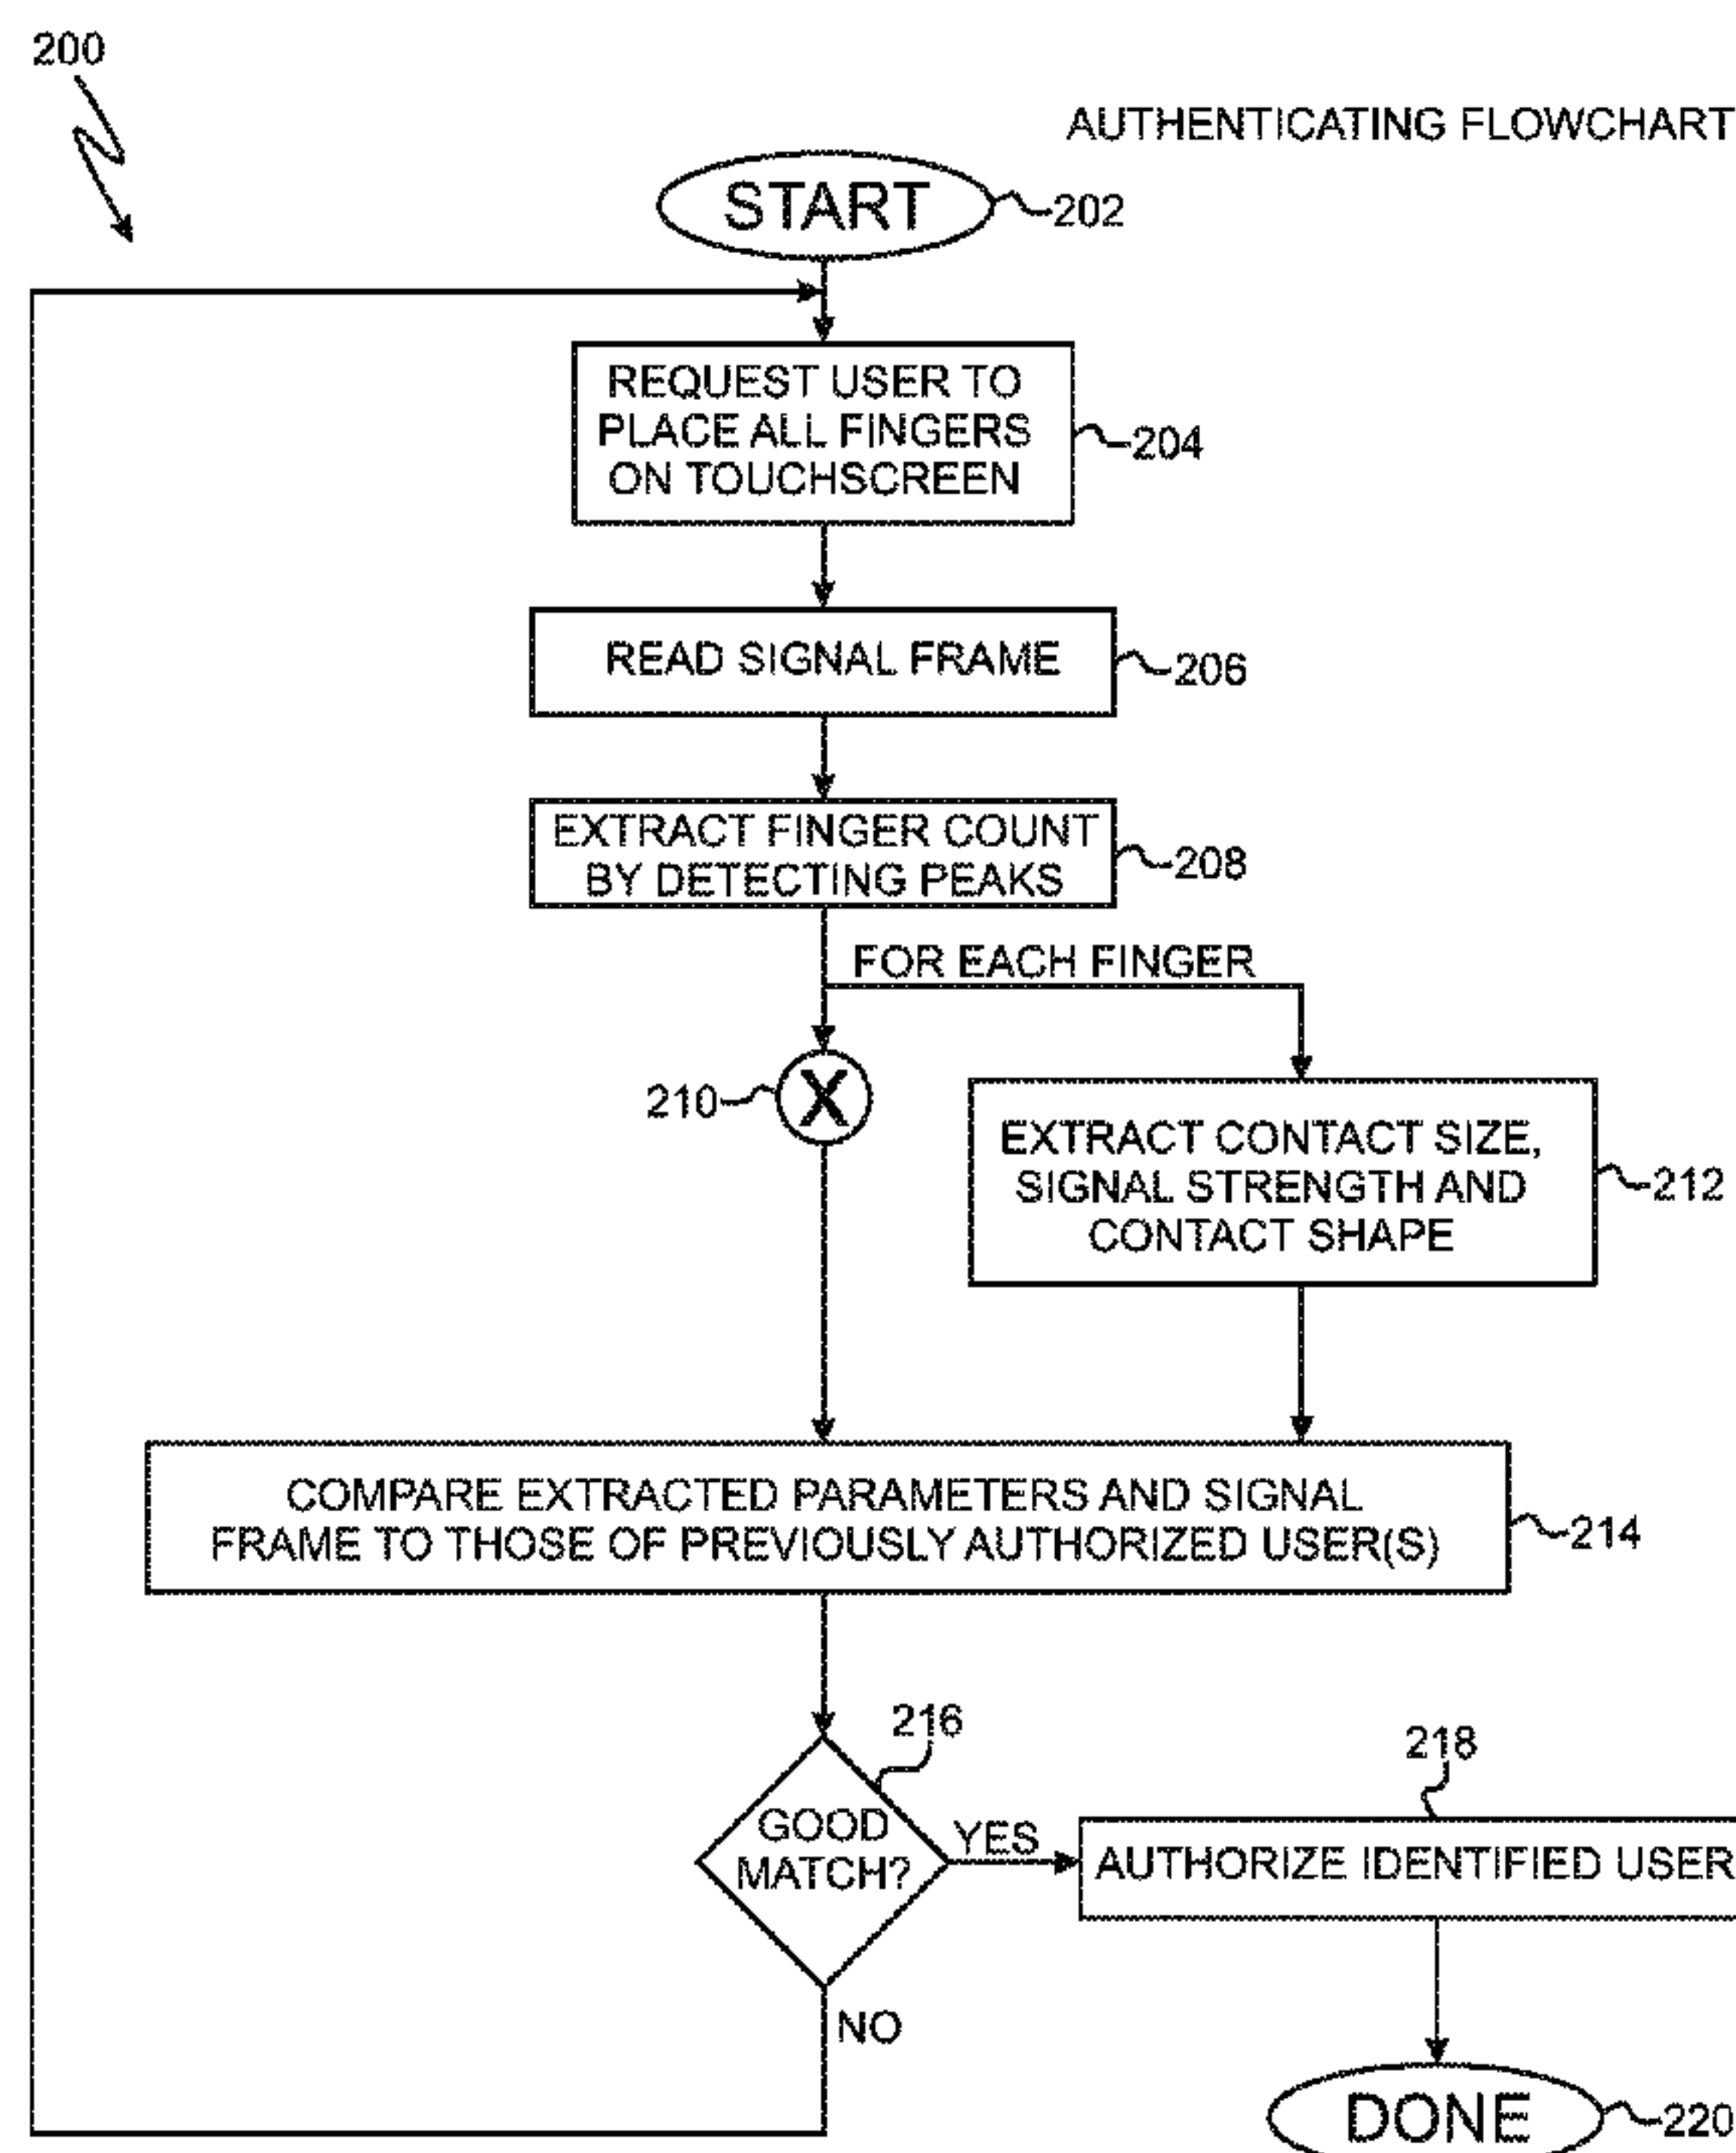 200
AUTHENTICATING FLOWCHART
START
202
REQUEST USER TO
PLACE ALL FINGERS
ON TOUCHSCREEN
204
READ SIGNAL FRAME
206
EXTRACT FINGER COUNT
BY DETECTING PEAKS
208
FOR EACH FINGER
210
X
EXTRACT CONTACT SIZE,
SIGNAL STRENGTH AND
CONTACT SHAPE
212
COMPARE EXTRACTED PARAMETERS AND SIGNAL
FRAME TO THOSE OF PREVIOUSLY AUTHORIZED USER(S)
214
216
GOOD
MATCH?
YES
218
AUTHORIZE IDENTIFIED USER
NO
DONE
220